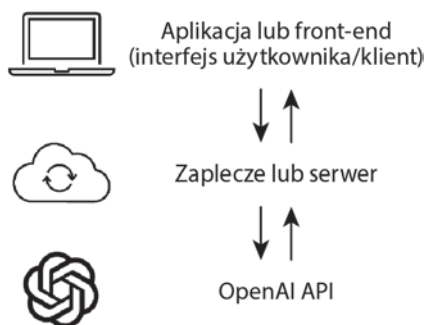 Aplikacja lub front-end
(interfejs użytkownika/klient)
Zaplecze lub serwer
OpenAI API